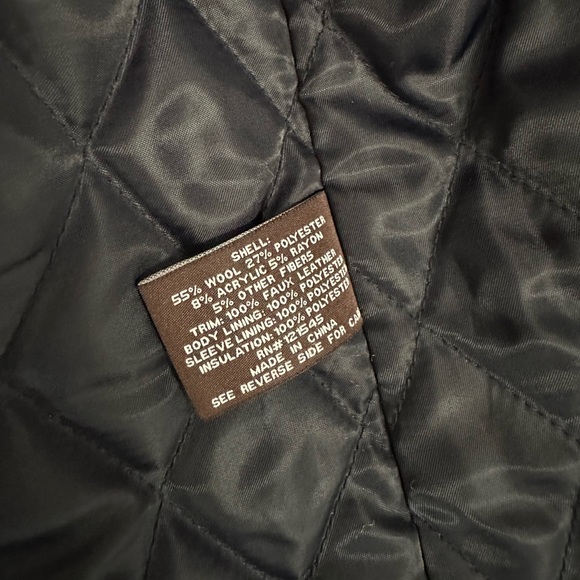 SHELL:
55% WOOL, 27% POLYESTER
8% ACRYLIC 5% RAYON
5% OTHER FIBERS
TRIM: 100% FAUX LEATHER
BODY LINING: 100% POLYESTER
SLEEVE LINING: 100% POLYESTER
INSULATION:100% POLYESTER
RN#121545
MADE IN CHINA
SEE REVERSE SIDE FOR